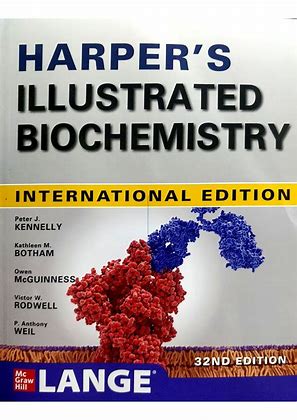 HARPER'S
ILLUSTRATED
BIOCHEMISTRY
INTERNATIONAL EDITION
Peter J.
KENNELLY
Kathleen M.
BOTHAM
Owen
McGUINNESS
Victor W.
RODWELL
P. Anthony
WEIL
32ND EDITION
Mc
Graw
Hill
LANGE®